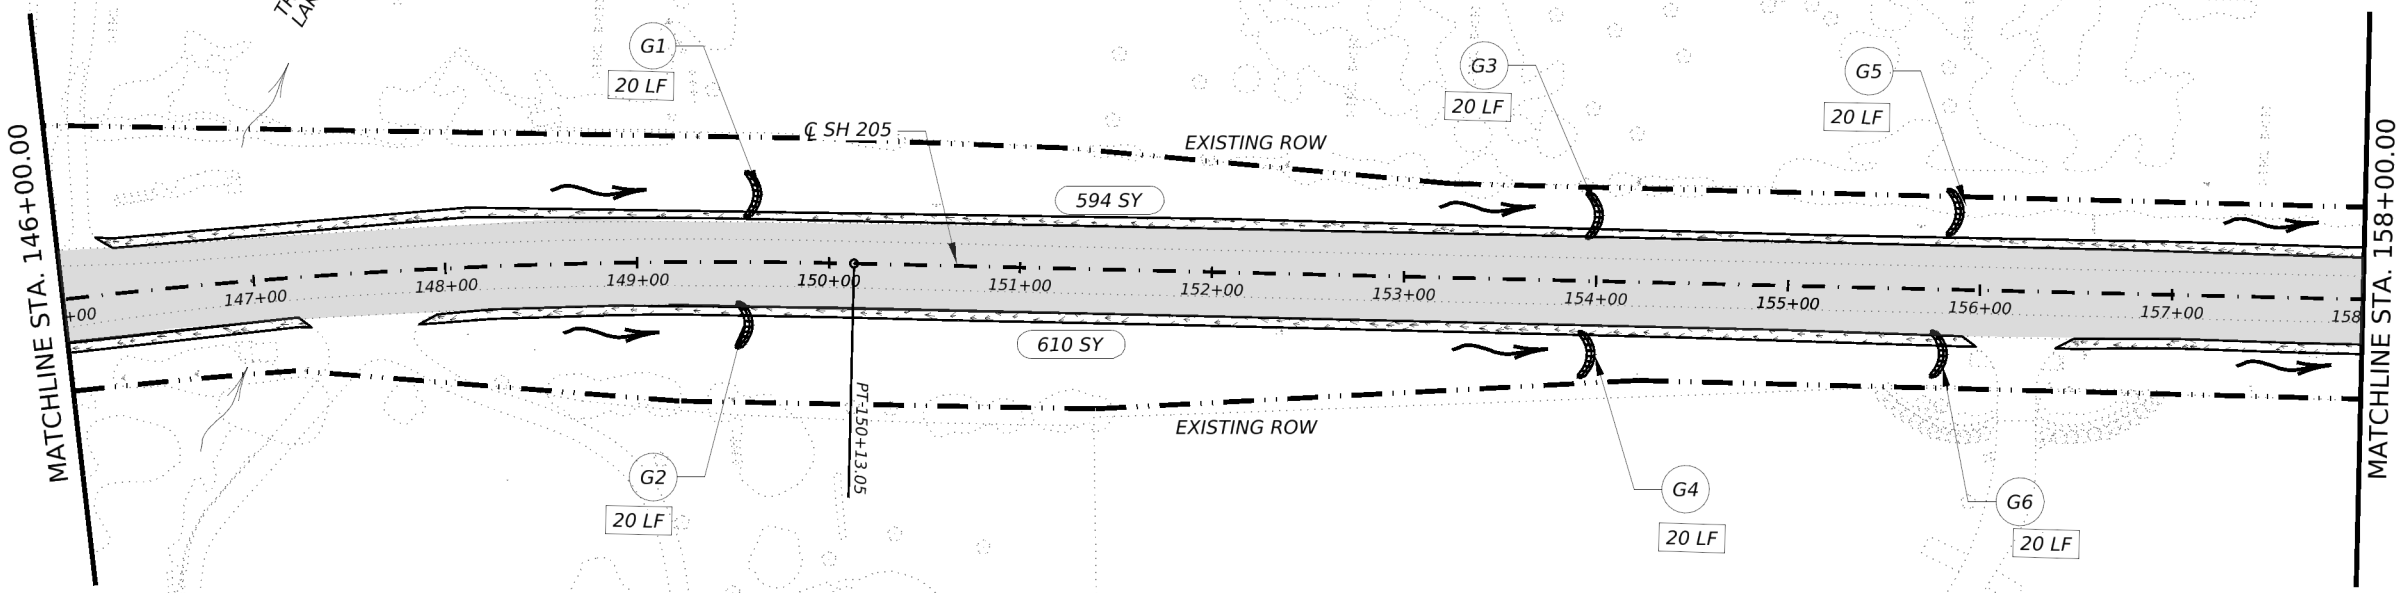 MATCHLINE STA. 146+00.00
G1
20 LF
G3
20 LF
G5
20 LF
℄ SH 205
EXISTING ROW
594 SY
+00
147+00
148+00
149+00
150+00
151+00
152+00
153+00
154+00
155+00
156+00
157+00
158
610 SY
PT-150+13.05
EXISTING ROW
G2
20 LF
G4
20 LF
G6
20 LF
MATCHLINE STA. 158+00.00